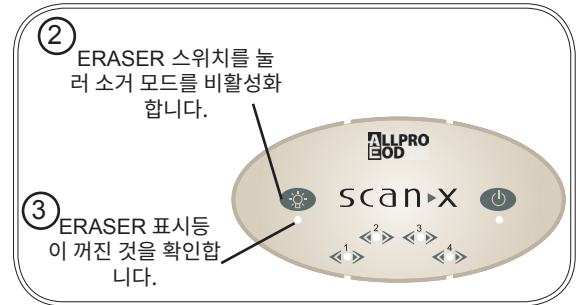 ②
ERASER 스위치를 눌
러 소거 모드를 비활성화
합니다.
ALLPRO
EOD
scan x
③
ERASER 표시등
이 꺼진 것을 확인합
니다.
1
2
3
4